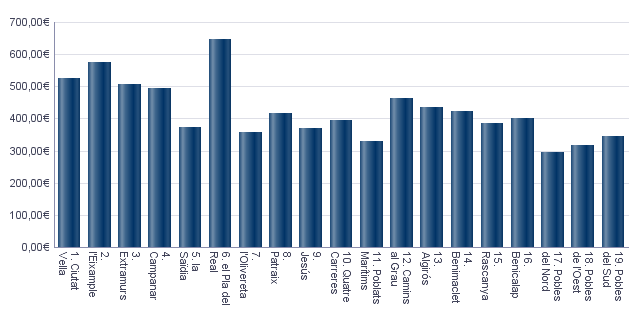 700,00€
600,00€
500,00€
400,00€
300,00€
200,00€
100,00€
0,00€
1. Ciutat
Vella
2.
l'Eixample
3.
Extramurs
4.
Campanar
5. la
Saïdia
6. el Pla del
Real
7.
l'Olivereta
8.
Patraix
9.
Jesús
10. Quatre
Carreres
11. Poblats
Marítims
12. Camins
al Grau
13.
Algirós
14.
Benimaclet
15.
Rascanya
16.
Benicalap
17. Pobles
del Nord
18. Pobles
de l'Oest
19. Pobles
del Sud